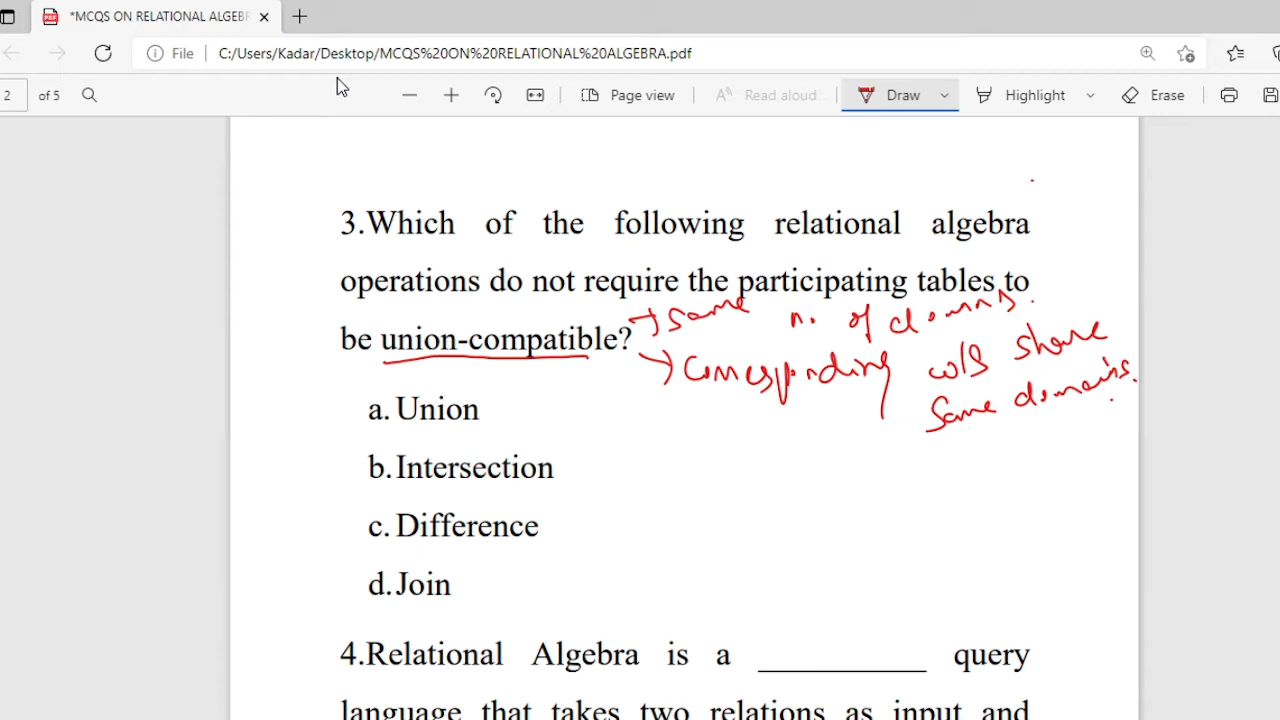 *MCQS ON RELATIONAL ALGEBR
File C:/Users/Kadar/Desktop/MCQS%20ON%20RELATIONAL%20ALGEBRA.pdf
2 of 5 Page view Read aloud Draw Highlight Erase
3.Which of the following relational algebra
operations do not require the participating tables to
be union-compatible?
→ same n. of
→ Corresponding cols share
same domains.
a. Union
b. Intersection
c. Difference
d. Join
4.Relational Algebra is a ___________ query
language that takes two relations as input and